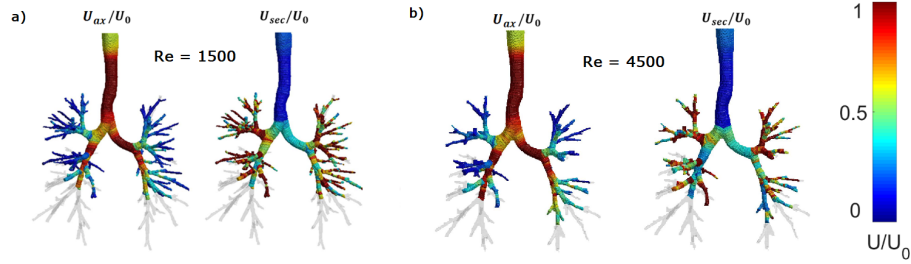 a)
U_ax/U_0
U_sec/U_0
Re = 1500
b)
U_ax/U_0
U_sec/U_0
Re = 4500
1
0.5
0
U/U_0